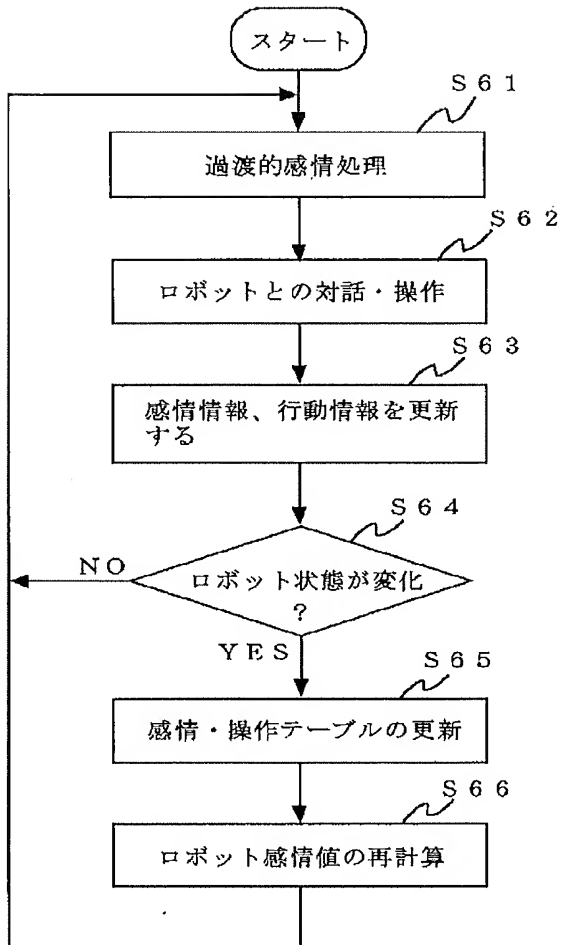 スタート
S61
過渡的感情処理
S62
ロボットとの対話・操作
S63
感情情報、行動情報を更新
する
S64
ロボット状態が変化
?
NO
YES
S65
感情・操作テーブルの更新
S66
ロボット感情値の再計算